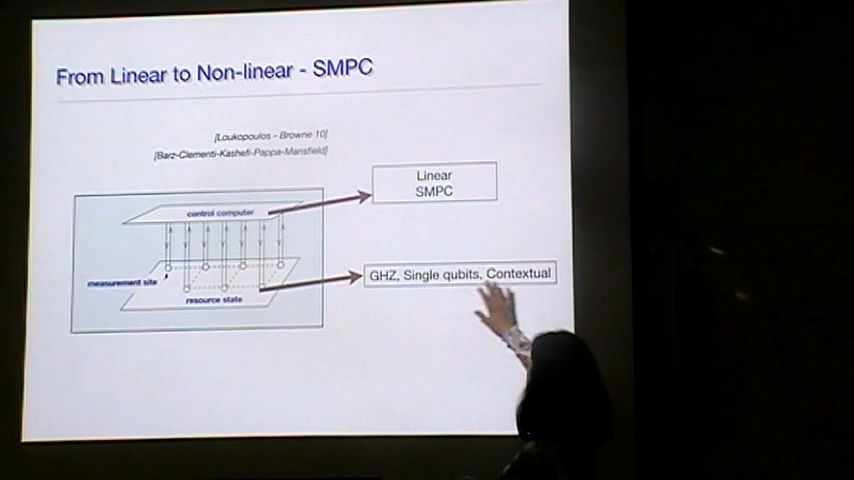 From Linear to Non-linear - SMPC
[Loukopoulos - Browne 10]
[Barz-Clementi-Kashefi-Pappa-Mansfield]
Linear
SMPC
control computer
GHZ, Single qubits, Contextual
measurement site
resource state